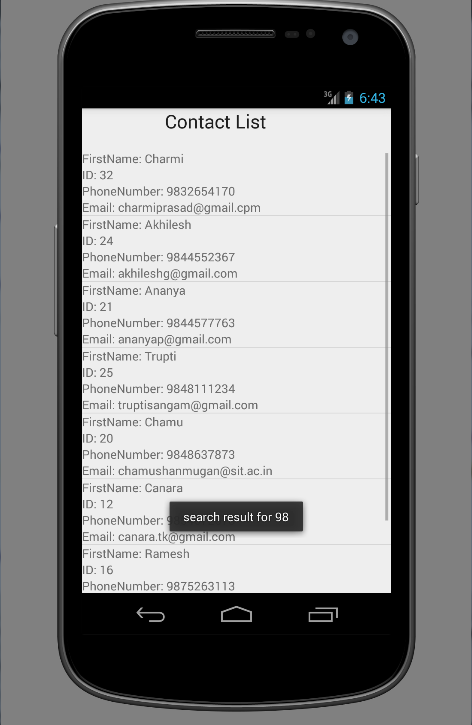 3G 6:43
Contact List
FirstName: Charmi
ID: 32
PhoneNumber: 9832654170
Email: charmiprasad@gmail.cpm
FirstName: Akhilesh
ID: 24
PhoneNumber: 9844552367
Email: akhileshg@gmail.com
FirstName: Ananya
ID: 21
PhoneNumber: 9844577763
Email: ananyap@gmail.com
FirstName: Trupti
ID: 25
PhoneNumber: 9848111234
Email: truptisangam@gmail.com
FirstName: Chamu
ID: 20
PhoneNumber: 9848637873
Email: chamushanmugan@sit.ac.in
FirstName: Canara
ID: 12
search result for 98
PhoneNumber:
Email: canara.tk@gmail.com
FirstName: Ramesh
ID: 16
PhoneNumber: 9875263113